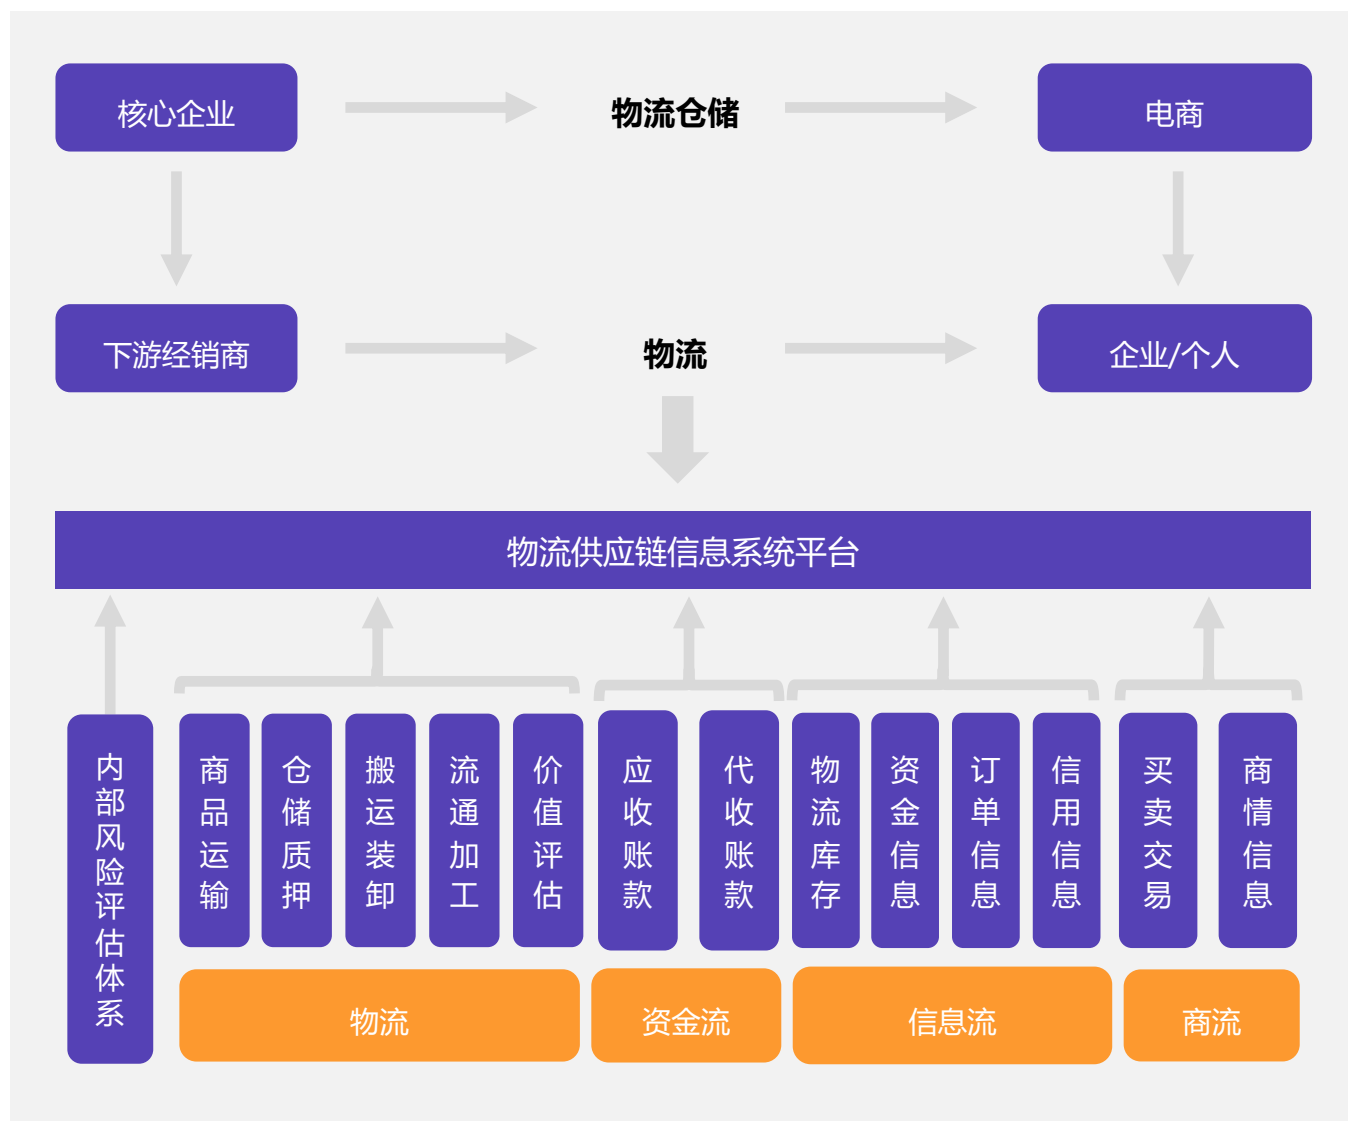 核心企业
物流仓储
电商
下游经销商
物流
企业/个人
物流供应链信息系统平台
内部风险评估体系
商品运输
仓储质押
搬运装卸
流通加工
价值评估
应收账款
代收账款
物流库存
资金信息
订单信息
信用信息
买卖交易
商情信息
物流
资金流
信息流
商流